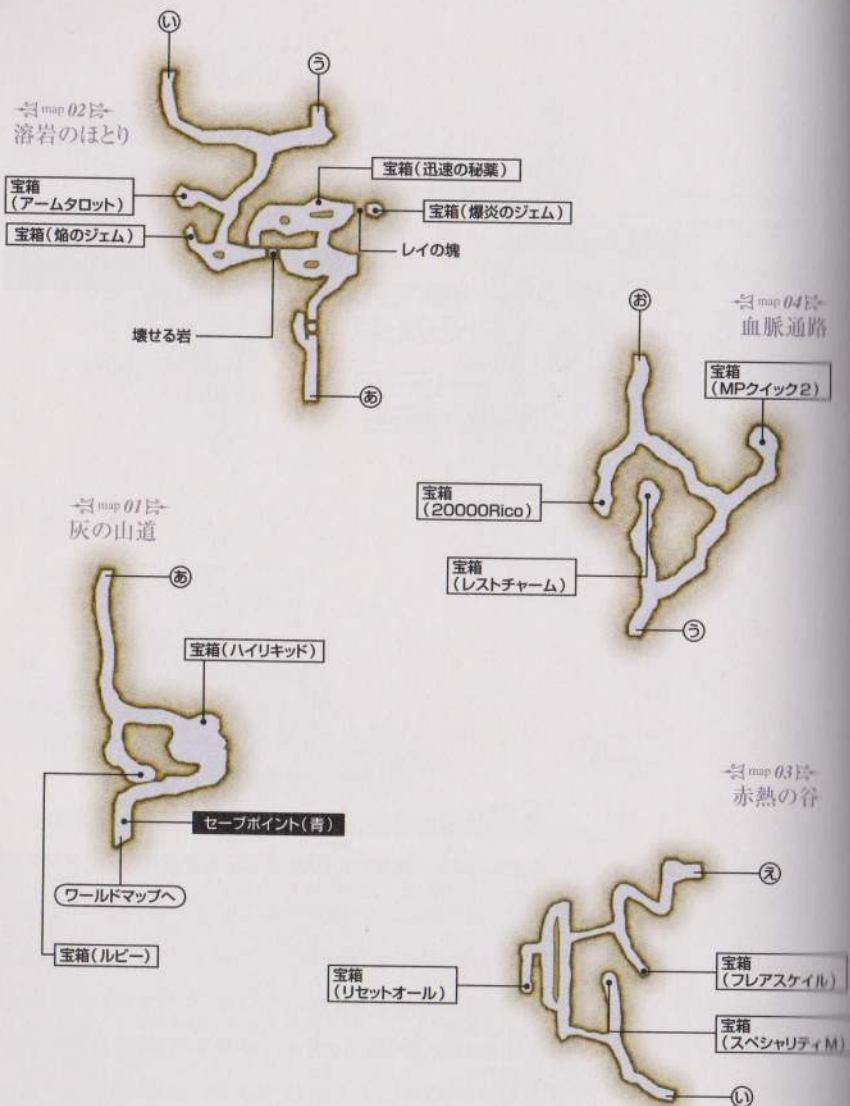 い
う
map 02
溶岩のほとり
宝箱(迅速の秘薬)
宝箱
(アームタロット)
宝箱(爆炎のジェム)
宝箱(焔のジェム)
レイの塊
壊せる岩
あ
お
map 04
血脈通路
宝箱
(MPクイック2)
宝箱
(20000Rico)
宝箱
(レストチャーム)
う
map 01
灰の山道
あ
宝箱(ハイリキッド)
セーブポイント(青)
ワールドマップへ
宝箱(ルビー)
map 03
赤熱の谷
え
宝箱
(リセットオール)
宝箱
(フレアスケイル)
宝箱
(スペシャリティM)
い